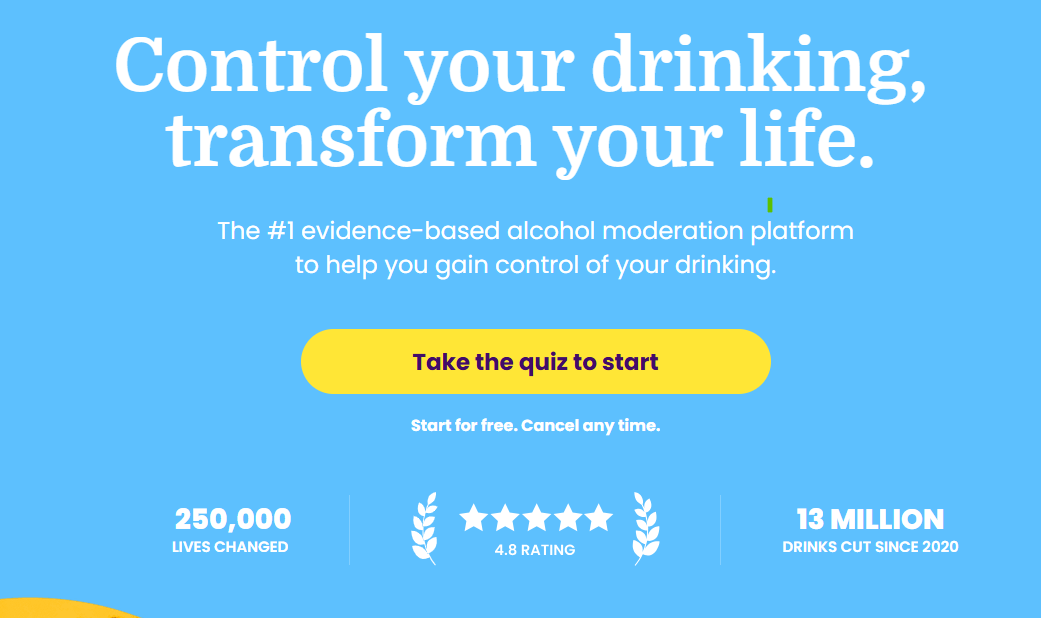 Control your drinking,
transform your life.
The #1 evidence-based alcohol moderation platform
to help you gain control of your drinking.
Take the quiz to start
Start for free. Cancel any time.
250,000
LIVES CHANGED
4.8 RATING
13 MILLION
DRINKS CUT SINCE 2020